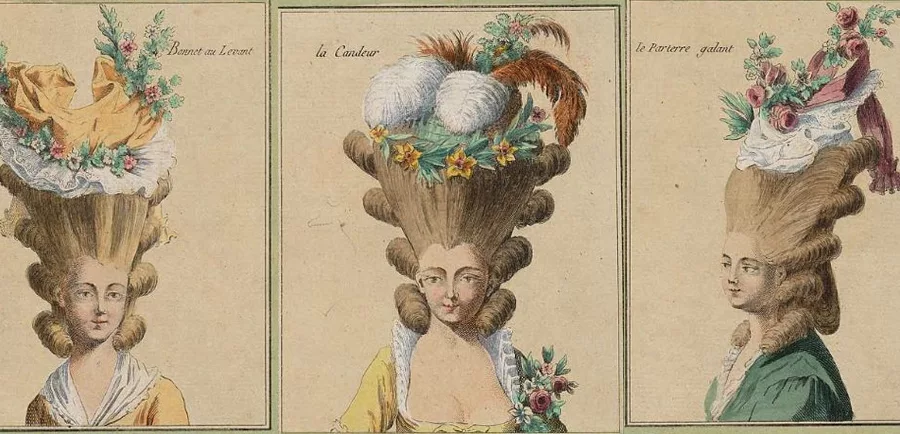 Bonnet au Levant
la Candeur
le Parterre galant